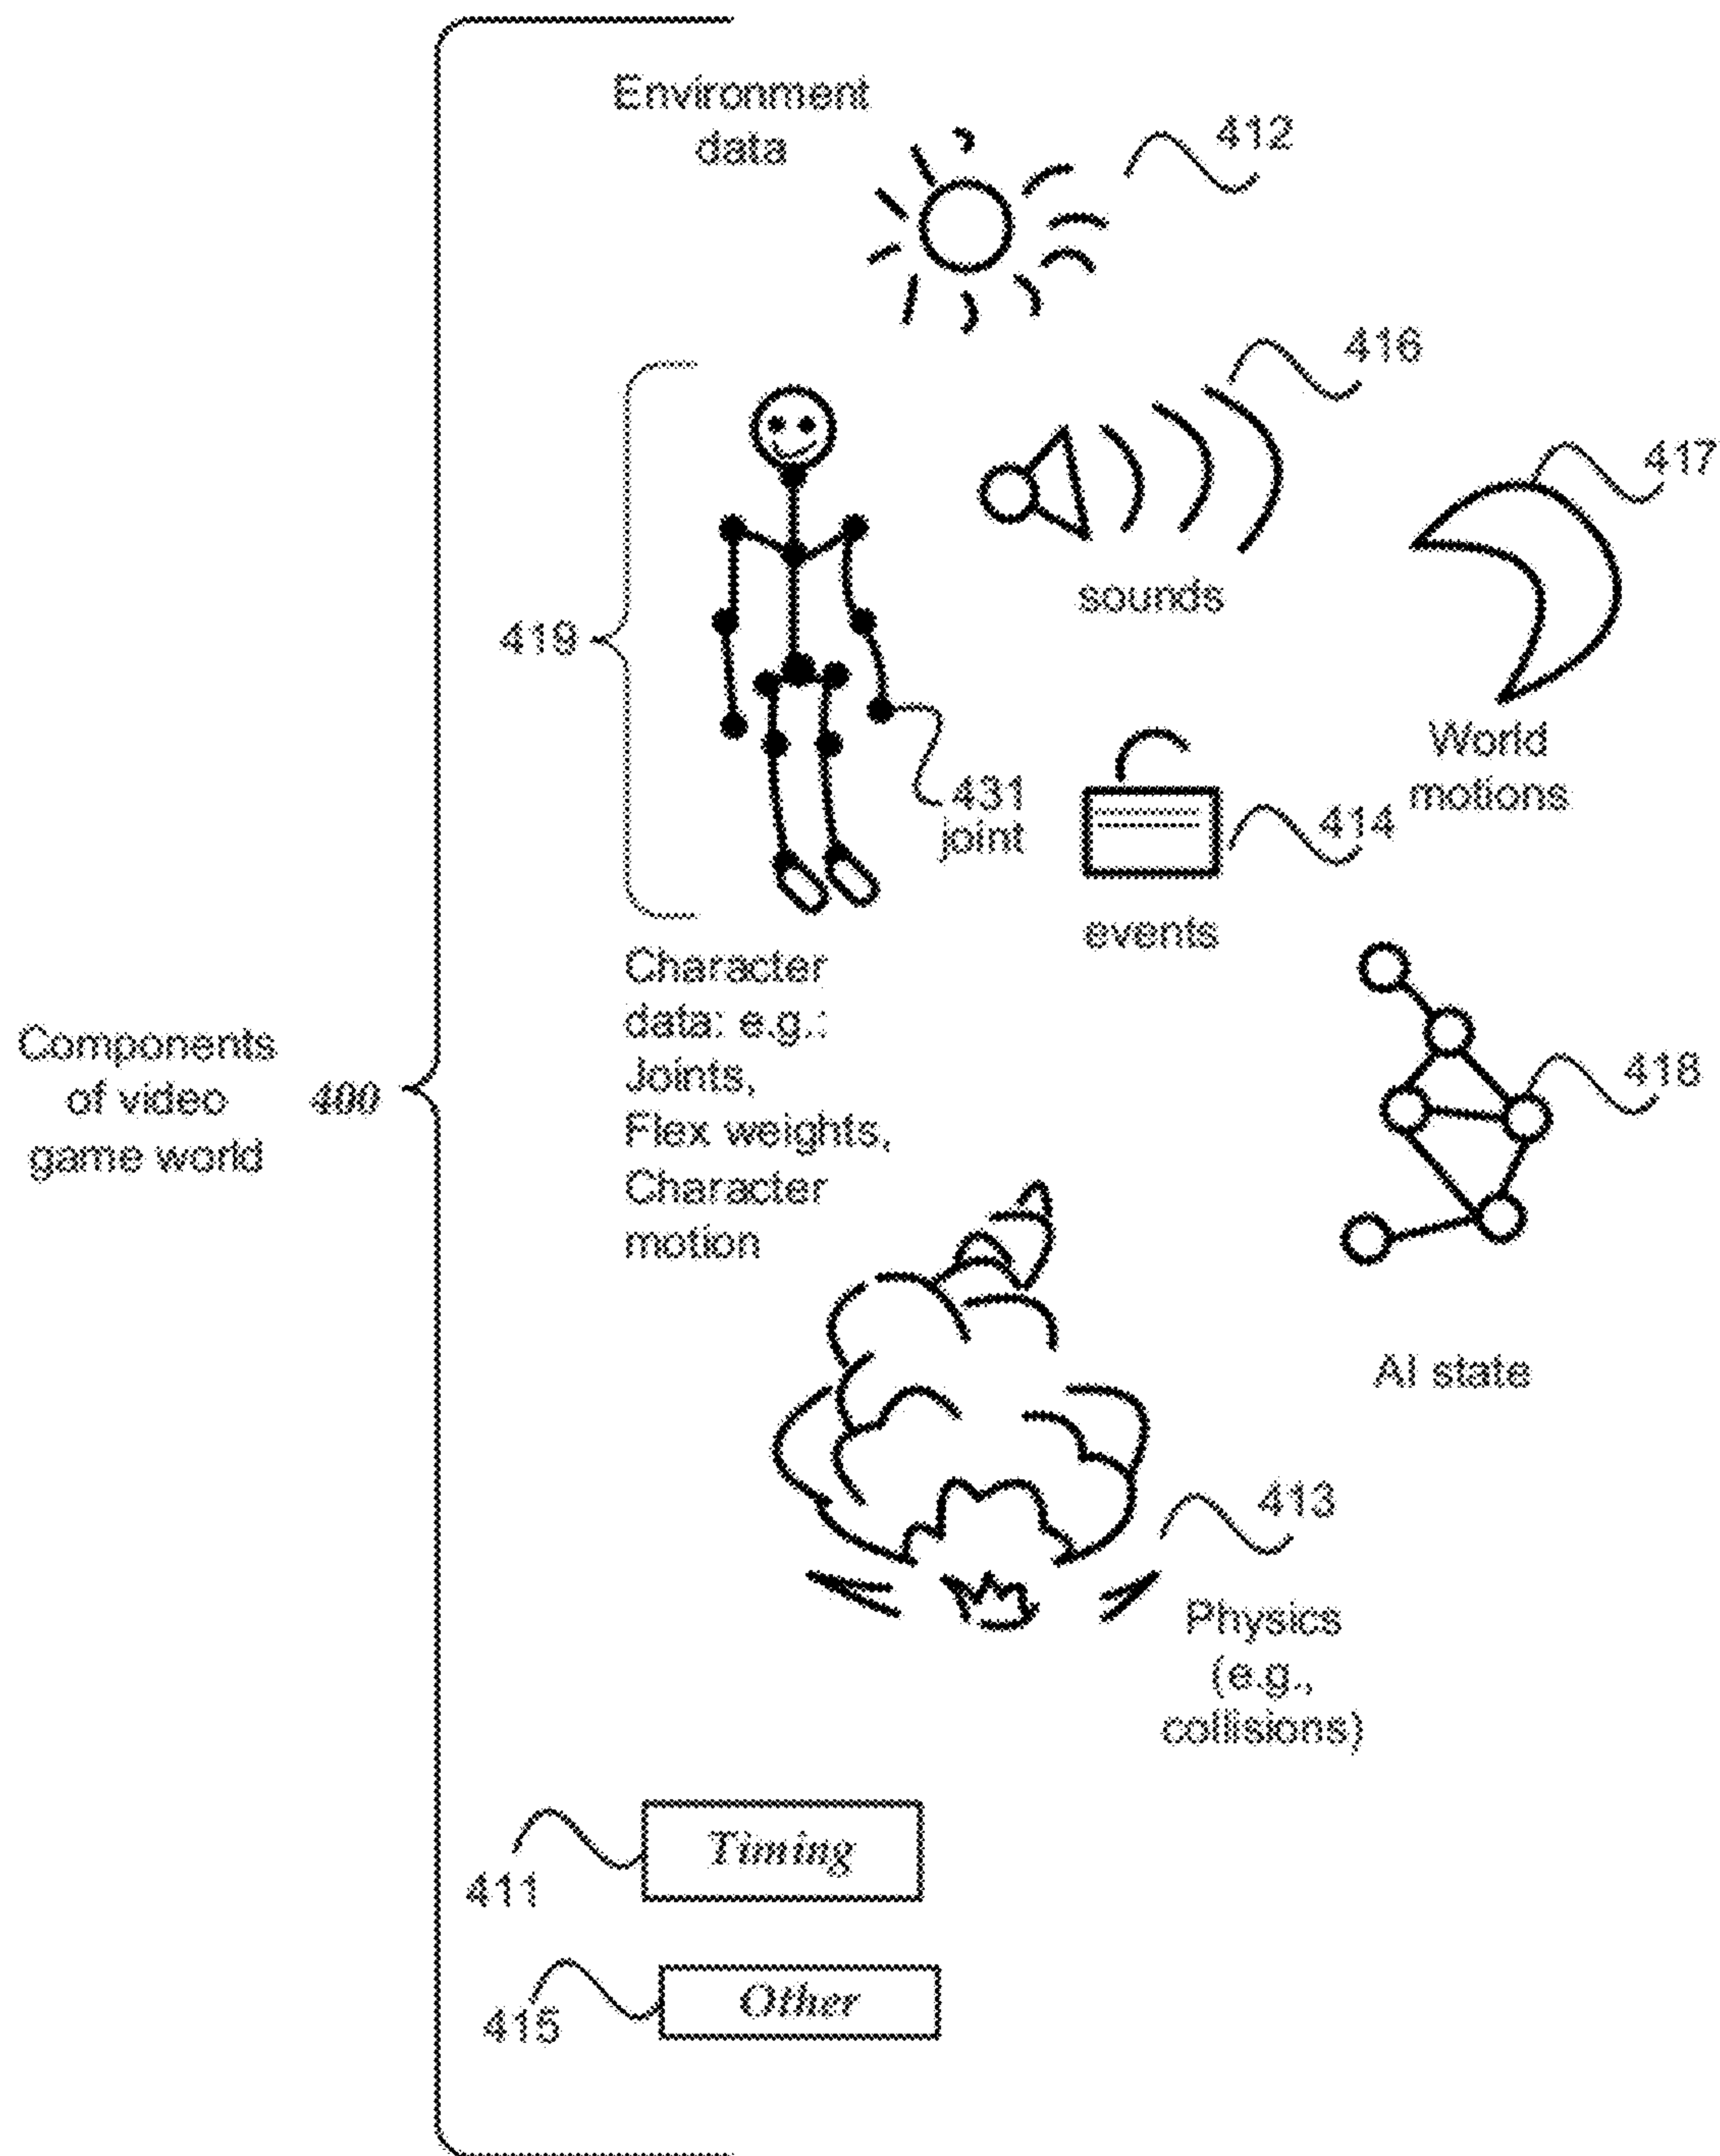 Environment
data
412
416
417
sounds
419
World
motions
431
joint
414
events
Character
data: e.g.:
Joints,
Flex weights,
Character
motion
Components
of video
game world
400
418
AI state
413
Physics
(e.g.,
collisions)
Timing
411
Other
415